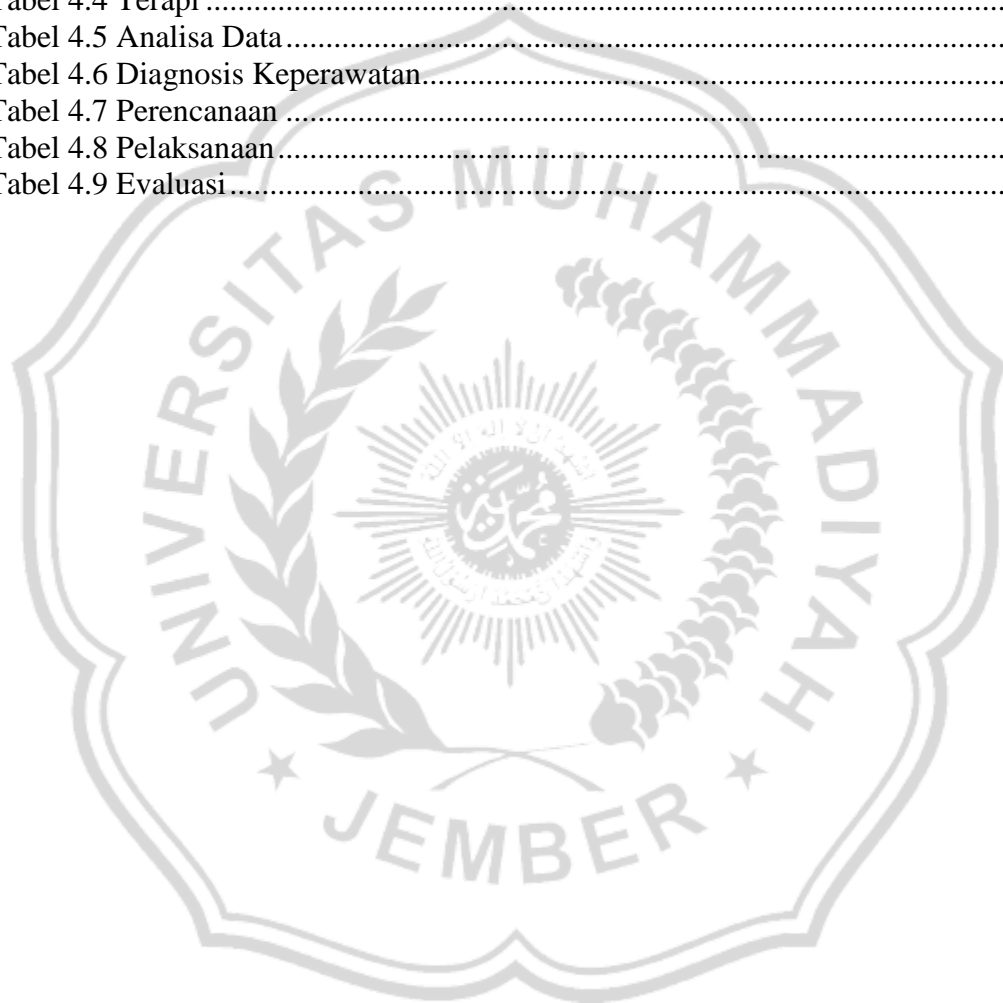 Tabel 4.4 Terapi ........................................................................................................
Tabel 4.5 Analisa Data ..............................................................................................
Tabel 4.6 Diagnosis Keperawatan............................................................................
Tabel 4.7 Perencanaan ..............................................................................................
Tabel 4.8 Pelaksanaan ...............................................................................................
Tabel 4.9 Evaluasi .....................................................................................................
UNIVERSITAS MUHAMMADIYAH
JEMBER